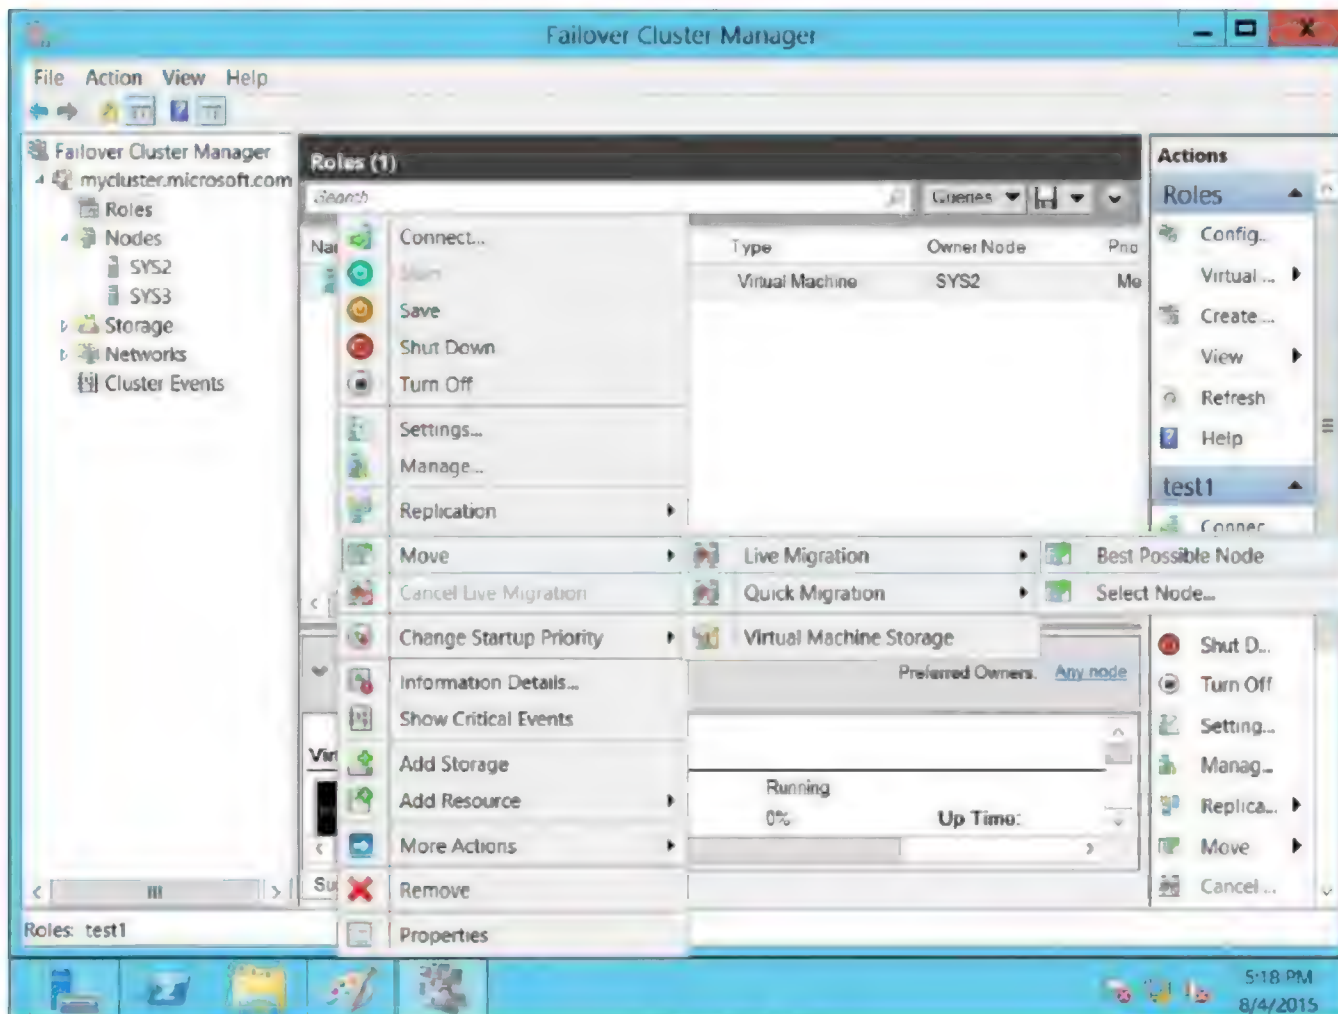 Failover Cluster Manager
File Action View Help
Failover Cluster Manager
mycluster.microsoft.com
Roles
Nodes
SYS2
SYS3
Storage
Networks
Cluster Events
Roles (1)
Search
Queries
Type
Owner Node
Virtual Machine
SYS2
Connect...
Start
Save
Shut Down
Turn Off
Settings...
Manage...
Replication
Move
Cancel Live Migration
Change Startup Priority
Information Details...
Show Critical Events
Add Storage
Add Resource
More Actions
Remove
Properties
Live Migration
Quick Migration
Virtual Machine Storage
Best Possible Node
Select Node...
Preferred Owners: Any node
Running
0%
Up Time:
Actions
Roles
Config...
Virtual ...
Create ...
View
Refresh
Help
test1
Connec
Shut D...
Turn Off
Setting...
Manag...
Replica...
Move
Cancel ...
Roles: test1
5:18 PM
8/4/2015